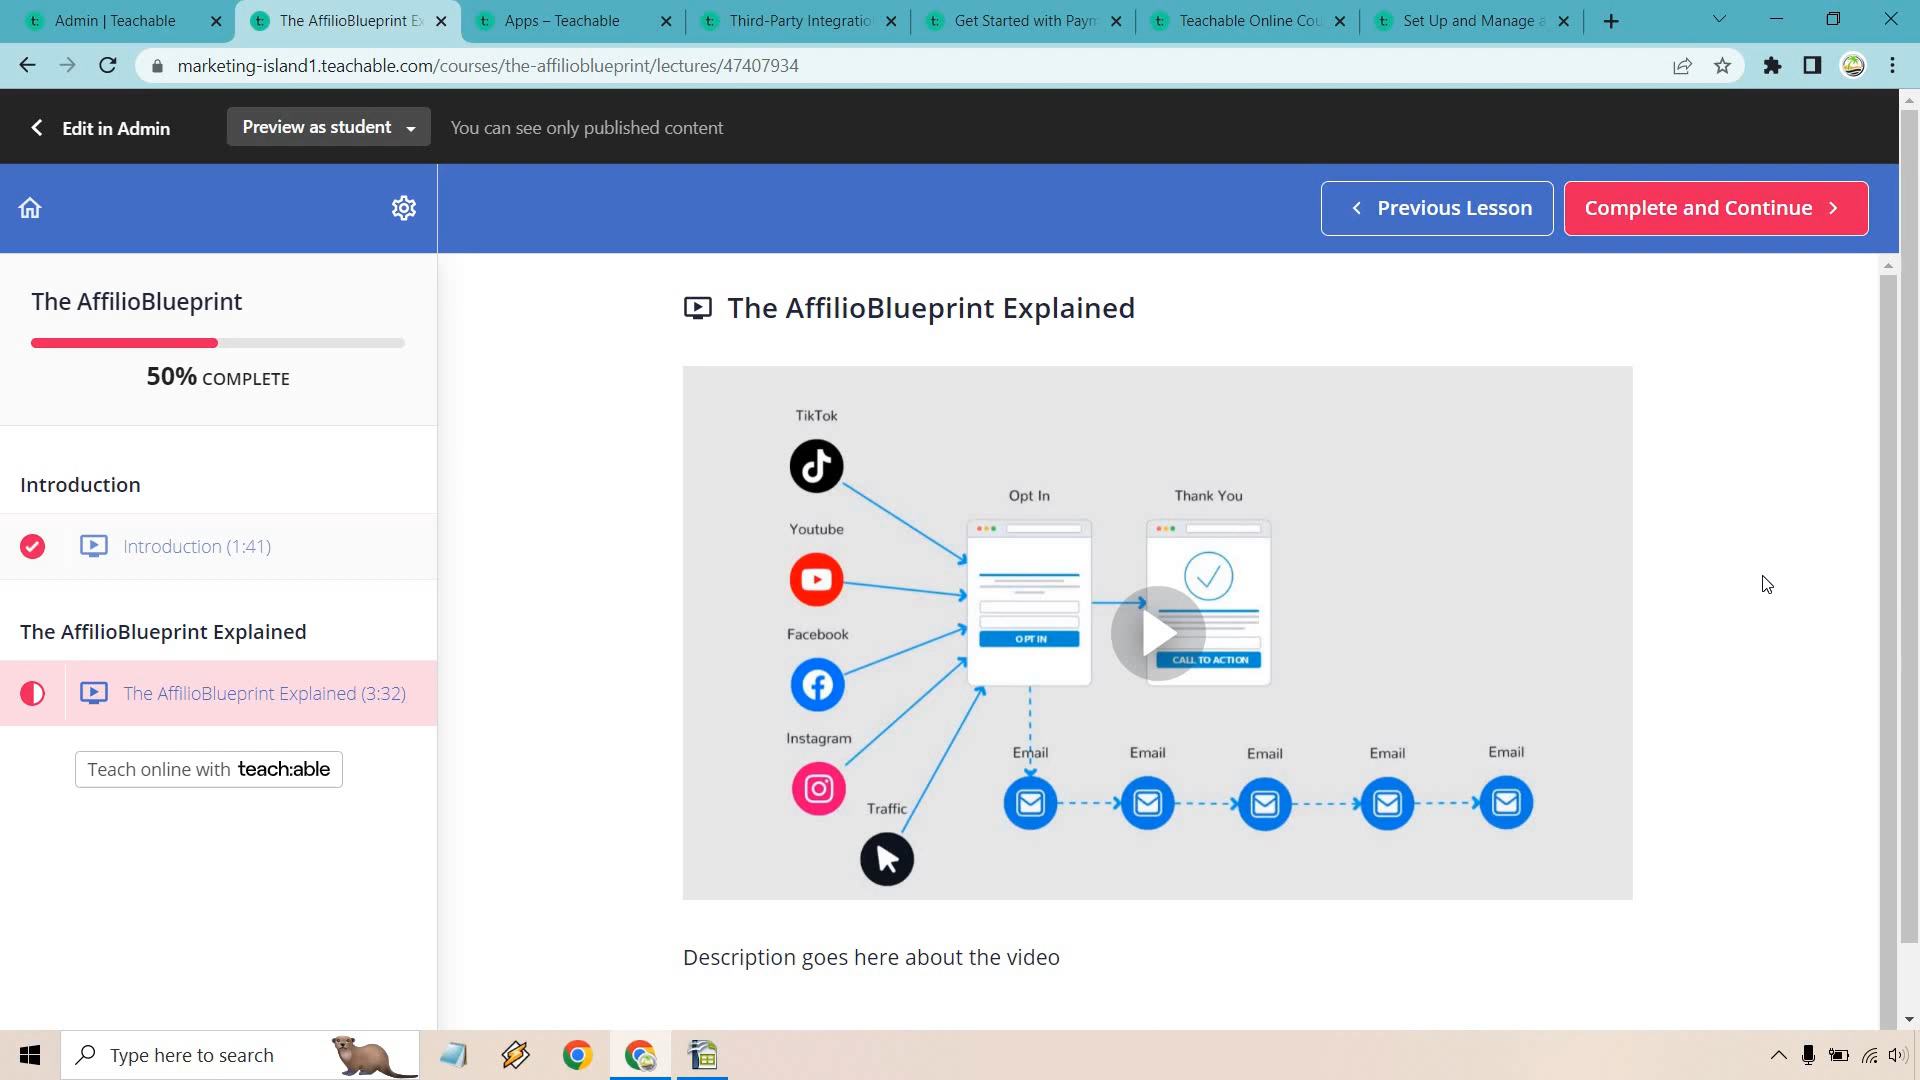 Admin | Teachable
The AffilioBlueprint Ex
Apps – Teachable
Third-Party Integratio
Get Started with Paym
Teachable Online Cou
Set Up and Manage a
marketing-island1.teachable.com/courses/the-affilioblueprint/lectures/47407934
Edit in Admin
Preview as student
You can see only published content
Previous Lesson
Complete and Continue
The AffilioBlueprint
50% COMPLETE
Introduction
Introduction (1:41)
The AffilioBlueprint Explained
The AffilioBlueprint Explained (3:32)
Teach online with teach:able
The AffilioBlueprint Explained
TikTok
Youtube
Facebook
Instagram
Traffic
Opt In
OPT IN
Thank You
CALL TO ACTION
Email
Email
Email
Email
Email
Description goes here about the video
Type here to search